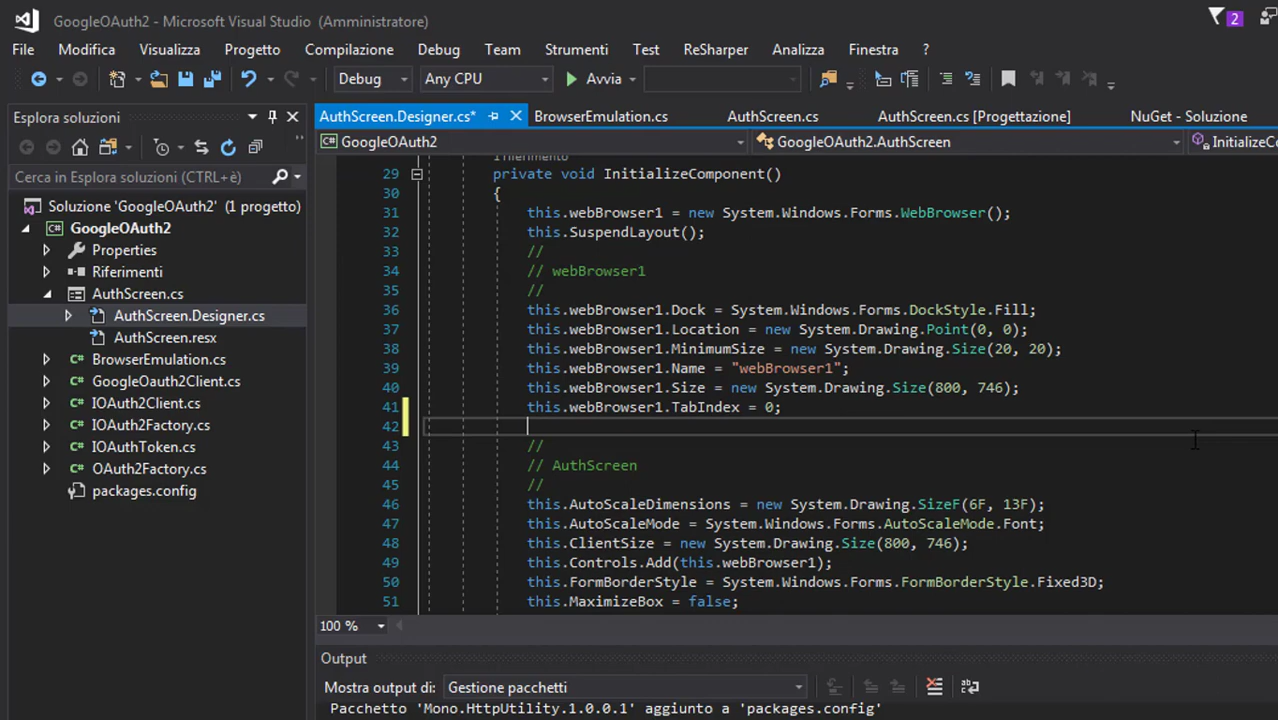 GoogleOAuth2 - Microsoft Visual Studio (Amministratore)
2
File Modifica Visualizza Progetto Compilazione Debug Team Strumenti Test ReSharper Analizza Finestra ?
Debug Any CPU Avvia
Esplora soluzioni
AuthScreen.Designer.cs* BrowserEmulation.cs AuthScreen.cs AuthScreen.cs [Progettazione] NuGet - Soluzione
GoogleOAuth2 GoogleOAuth2.AuthScreen InitializeCo
Cerca in Esplora soluzioni (CTRL+è)
Soluzione 'GoogleOAuth2' (1 progetto)
GoogleOAuth2
Properties
Riferimenti
AuthScreen.cs
AuthScreen.Designer.cs
AuthScreen.resx
BrowserEmulation.cs
GoogleOauth2Client.cs
IOAuth2Client.cs
IOAuth2Factory.cs
IOAuthToken.cs
OAuth2Factory.cs
packages.config
1 riferimento
29 private void InitializeComponent()
30 {
31 this.webBrowser1 = new System.Windows.Forms.WebBrowser();
32 this.SuspendLayout();
33 //
34 // webBrowser1
35 //
36 this.webBrowser1.Dock = System.Windows.Forms.DockStyle.Fill;
37 this.webBrowser1.Location = new System.Drawing.Point(0, 0);
38 this.webBrowser1.MinimumSize = new System.Drawing.Size(20, 20);
39 this.webBrowser1.Name = "webBrowser1";
40 this.webBrowser1.Size = new System.Drawing.Size(800, 746);
41 this.webBrowser1.TabIndex = 0;
42
43 //
44 // AuthScreen
45 //
46 this.AutoScaleDimensions = new System.Drawing.SizeF(6F, 13F);
47 this.AutoScaleMode = System.Windows.Forms.AutoScaleMode.Font;
48 this.ClientSize = new System.Drawing.Size(800, 746);
49 this.Controls.Add(this.webBrowser1);
50 this.FormBorderStyle = System.Windows.Forms.FormBorderStyle.Fixed3D;
51 this.MaximizeBox = false;
100 %
Output
Mostra output di: Gestione pacchetti
Pacchetto 'Mono.HttpUtility.1.0.0.1' aggiunto a 'packages.config'